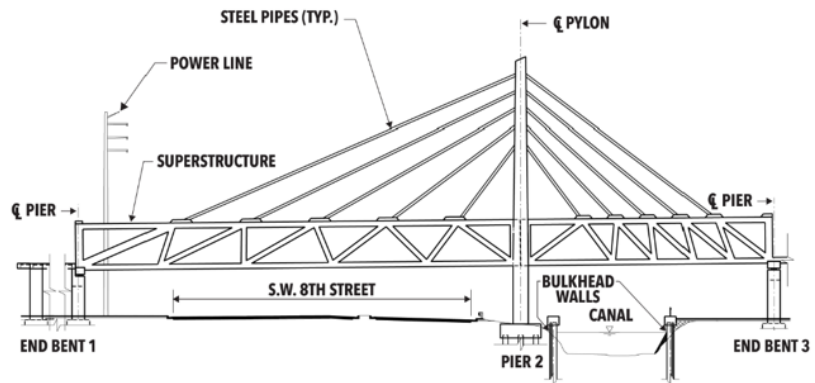 STEEL PIPES (TYP.)
℄ PYLON
POWER LINE
SUPERSTRUCTURE
℄ PIER
℄ PIER
S.W. 8TH STREET
BULKHEAD
WALLS
CANAL
END BENT 1
PIER 2
END BENT 3